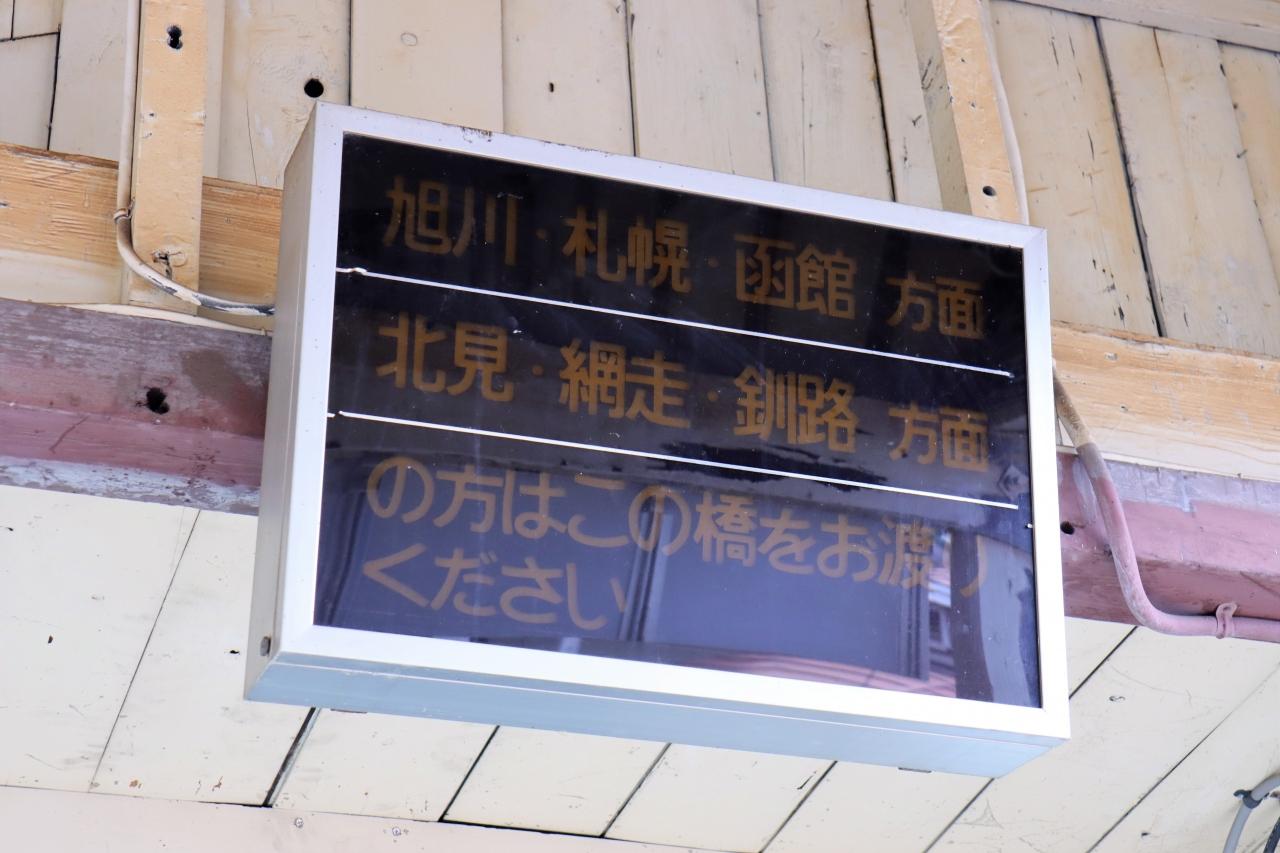 旭川・札幌・函館 方面
北見・網走・釧路 方面
の方はこの橋をお渡り
ください